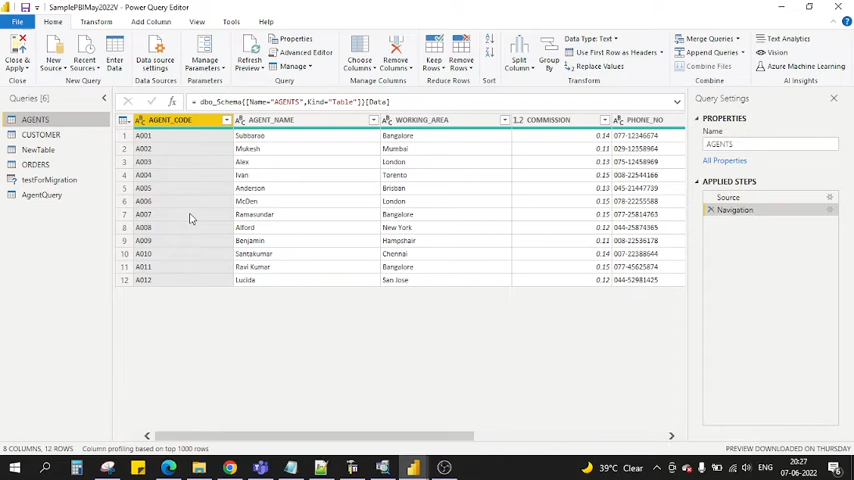 SamplePBIMay2022V - Power Query Editor
File Home Transform Add Column View Tools Help
Close & Apply
New Source
Recent Sources
Enter Data
Data source settings
Manage Parameters
Refresh Preview
Properties
Advanced Editor
Manage
Choose Columns
Remove Columns
Keep Rows
Remove Rows
Split Column
Group By
Data Type: Text
Use First Row as Headers
Replace Values
Merge Queries
Append Queries
Combine Files
Text Analytics
Vision
Azure Machine Learning
Close New Query Data Sources Parameters Query Manage Columns Reduce Rows Sort Transform Combine AI Insights
Queries [6]
AGENTS
CUSTOMER
NewTable
ORDERS
testForMigration
AgentQuery
= dbo_Schema{[Name="AGENTS",Kind="Table"]}[Data]
AGENT_CODE AGENT_NAME WORKING_AREA 1.2 COMMISSION PHONE_NO
1 A001 Subbarao Bangalore 0.14 077-12346674
2 A002 Mukesh Mumbai 0.11 029-12358964
3 A003 Alex London 0.13 075-12458969
4 A004 Ivan Torento 0.15 008-22544166
5 A005 Anderson Brisban 0.13 045-21447739
6 A006 McDen London 0.15 078-22255588
7 A007 Ramasundar Bangalore 0.15 077-25814763
8 A008 Alford New York 0.12 044-25874365
9 A009 Benjamin Hampshair 0.11 008-22536178
10 A010 Santakumar Chennai 0.14 007-22388644
11 A011 Ravi Kumar Bangalore 0.15 077-45625874
12 A012 Lucida San Jose 0.12 044-52981425
Query Settings
PROPERTIES
Name
AGENTS
All Properties
APPLIED STEPS
Source
Navigation
8 COLUMNS, 12 ROWS Column profiling based on top 1000 rows PREVIEW DOWNLOADED ON THURSDAY
39°C Clear
ENG
20:27
07-06-2022